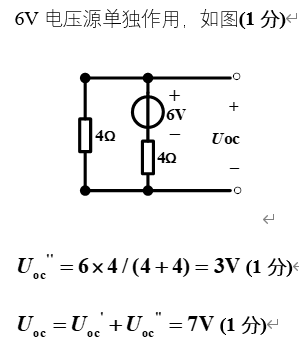 6V 电压源单独作用，如图(1 分)↵
+
6V
−
4Ω
4Ω
+
Uoc
−
↵
Uoc'' = 6×4/(4+4) = 3V (1 分)↵
Uoc = Uoc' + Uoc'' = 7V (1 分)↵